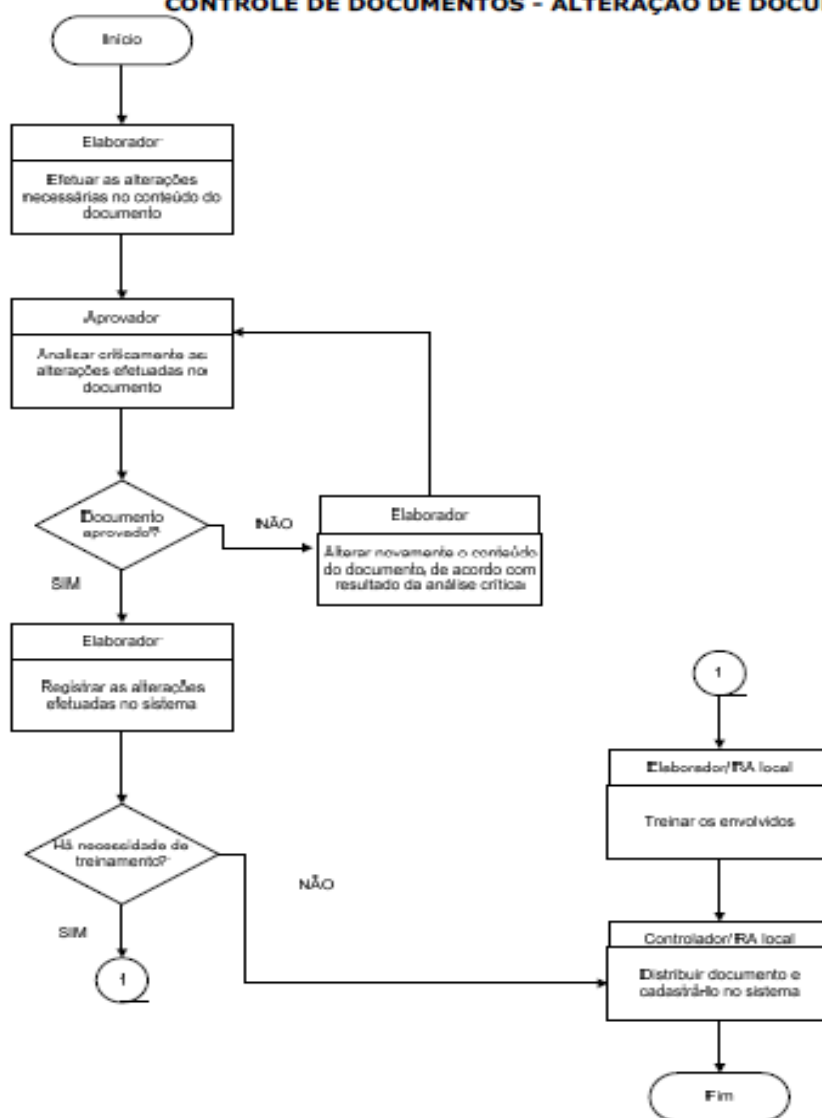 CONTROLE DE DOCUMENTOS - ALTERAÇÃO DE DOCU
Início
Elaborador
Efetuar as alterações
necessárias no conteúdo do
documento
Aprovador
Analisar criticamente as
alterações efetuadas no
documento
Documento
aprovado?
NÃO
SIM
Elaborador
Alterar novamente o conteúdo
do documento, de acordo com
resultado da análise crítica
Elaborador
Registrar as alterações
efetuadas no sistema
Há necessidade de
treinamento?
NÃO
SIM
1
1
Elaborador/RA local
Treinar os envolvidos
Controlador/RA local
Distribuir documento e
cadastrá-lo no sistema
Fim